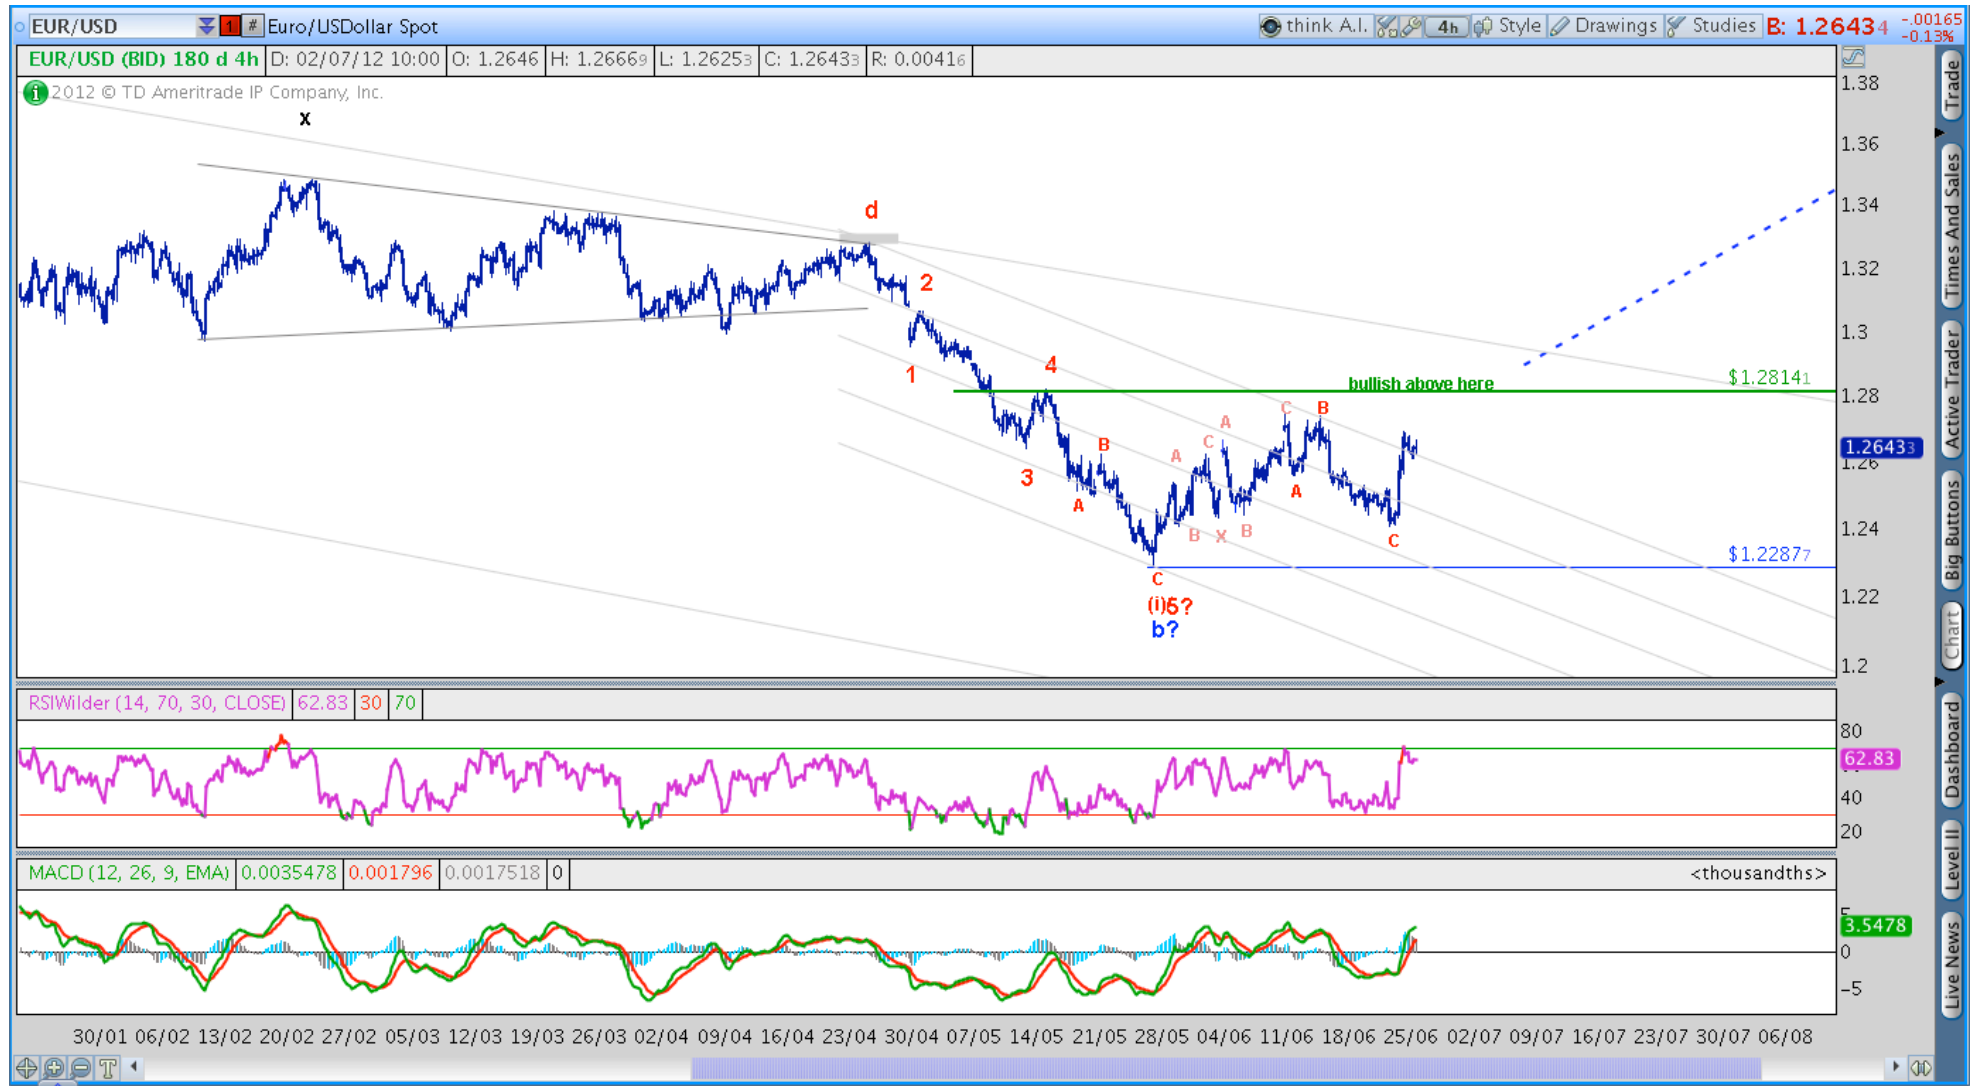 EUR/USD 1 # Euro/USDollar Spot think A.I. 4h Style Drawings Studies B: 1.26434 -.00165 -0.13%
EUR/USD (BID) 180 d 4h D: 02/07/12 10:00 O: 1.2646 H: 1.26669 L: 1.26253 C: 1.26433 R: 0.00416
2012 © TD Ameritrade IP Company, Inc.
1.38
X
1.36
d
1.34
1.32
2
1.3
1
4
bullish above here
$1.28141
1.28
C
B
A
B
C
1.26433
A
1.26
3
A
A
B
X
B
1.24
C
$1.22877
C
(i)5?
1.22
b?
1.2
RSIWilder (14, 70, 30, CLOSE) 62.83 30 70
80
62.83
40
20
MACD (12, 26, 9, EMA) 0.0035478 0.001796 0.0017518 0 <thousandths>
5
3.5478
0
-5
30/01 06/02 13/02 20/02 27/02 05/03 12/03 19/03 26/03 02/04 09/04 16/04 23/04 30/04 07/05 14/05 21/05 28/05 04/06 11/06 18/06 25/06 02/07 09/07 16/07 23/07 30/07 06/08
T
Trade
Times And Sales
Active Trader
Big Buttons
Chart
Dashboard
Level II
Live News